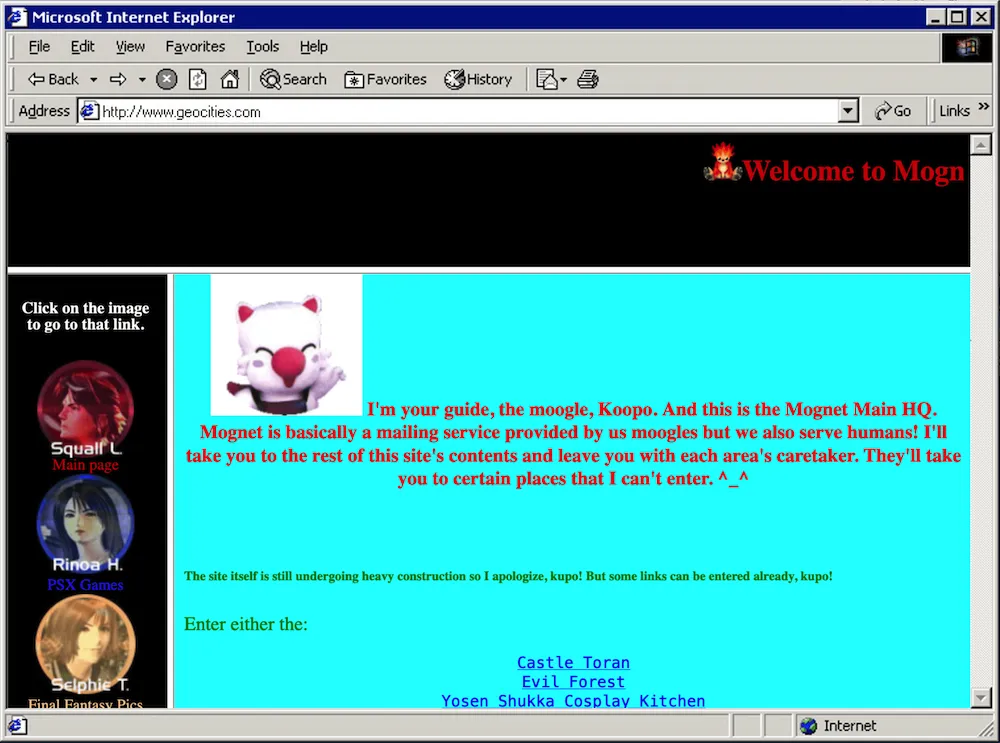 Microsoft Internet Explorer
File Edit View Favorites Tools Help
Back Search Favorites History
Address http://www.geocities.com Go Links »
Welcome to Mogn
Click on the image
to go to that link.
Squall L.
Main page
Rinoa H.
PSX Games
Selphie T.
Final Fantasy Pics
I'm your guide, the moogle, Koopo. And this is the Mognet Main HQ.
Mognet is basically a mailing service provided by us moogles but we also serve humans! I'll
take you to the rest of this site's contents and leave you with each area's caretaker. They'll take
you to certain places that I can't enter. ^_^
The site itself is still undergoing heavy construction so I apologize, kupo! But some links can be entered already, kupo!
Enter either the:
Castle Toran
Evil Forest
Yosen Shukka Cosplay Kitchen
Internet